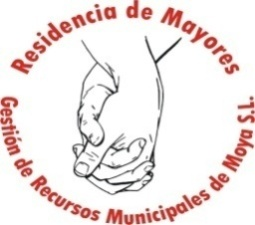 Residencia de Mayores
Gestión de Recursos Municipales de Moya S.L.